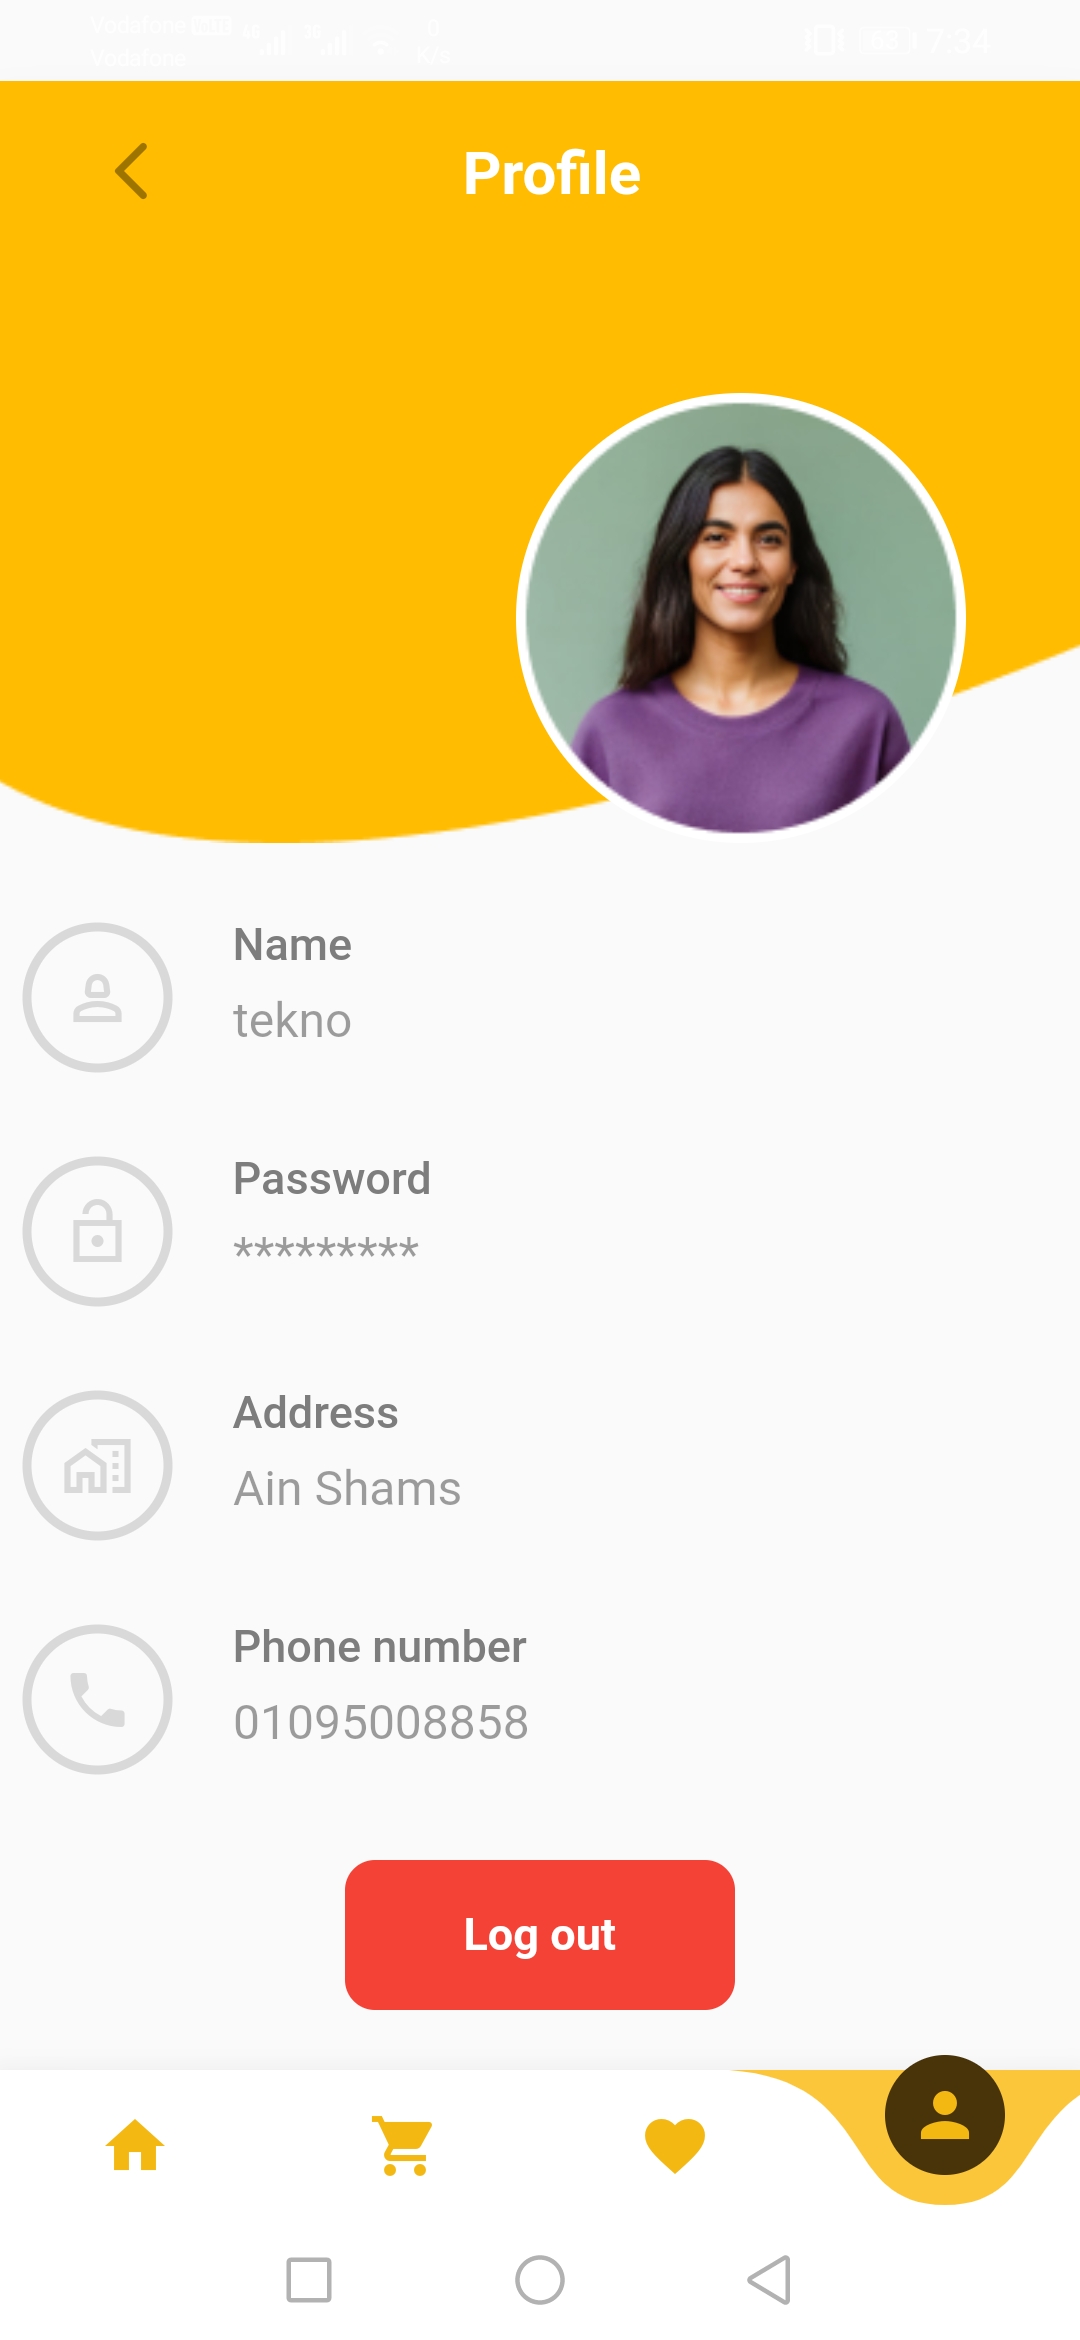 Vodafone VoLTE 4G 3G 0 K/s 7:34
Vodafone
Profile
Name
tekno
Password
*********
Address
Ain Shams
Phone number
01095008858
Log out